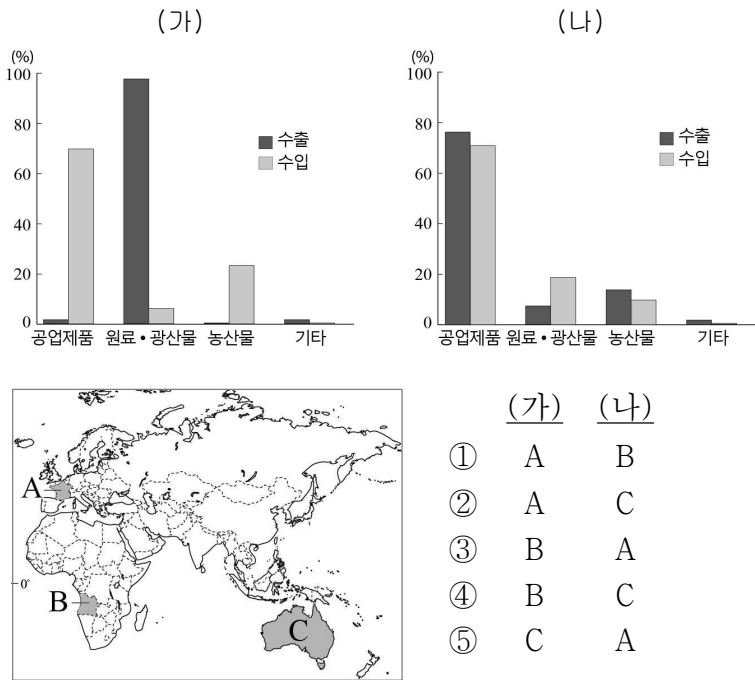 (가)
(%)
100
80
60
40
20
0
수출
수입
공업제품 원료•광산물 농산물 기타
(나)
(%)
100
80
60
40
20
0
수출
수입
공업제품 원료•광산물 농산물 기타
A
B
C
0°
(가) (나)
① A B
② A C
③ B A
④ B C
⑤ C A